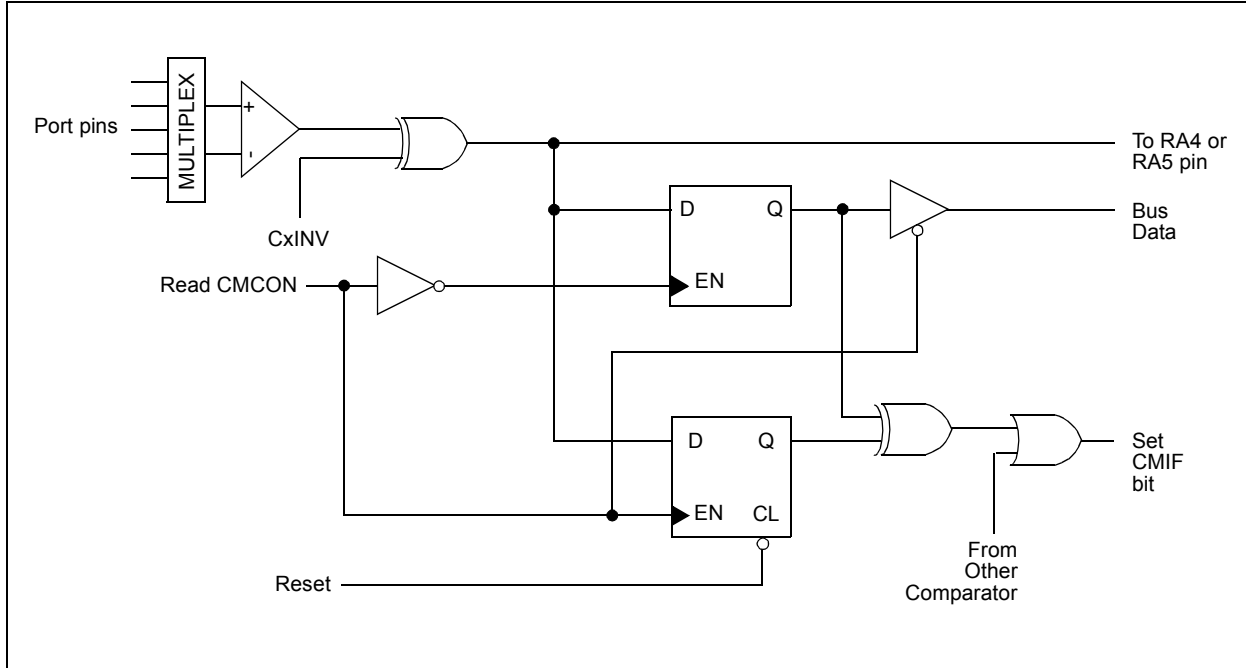 MULTIPLEX
Port pins
+
-
CxINV
To RA4 or
RA5 pin
D
Q
EN
Bus
Data
Read CMCON
D
Q
EN
CL
Set
CMIF
bit
From
Other
Comparator
Reset